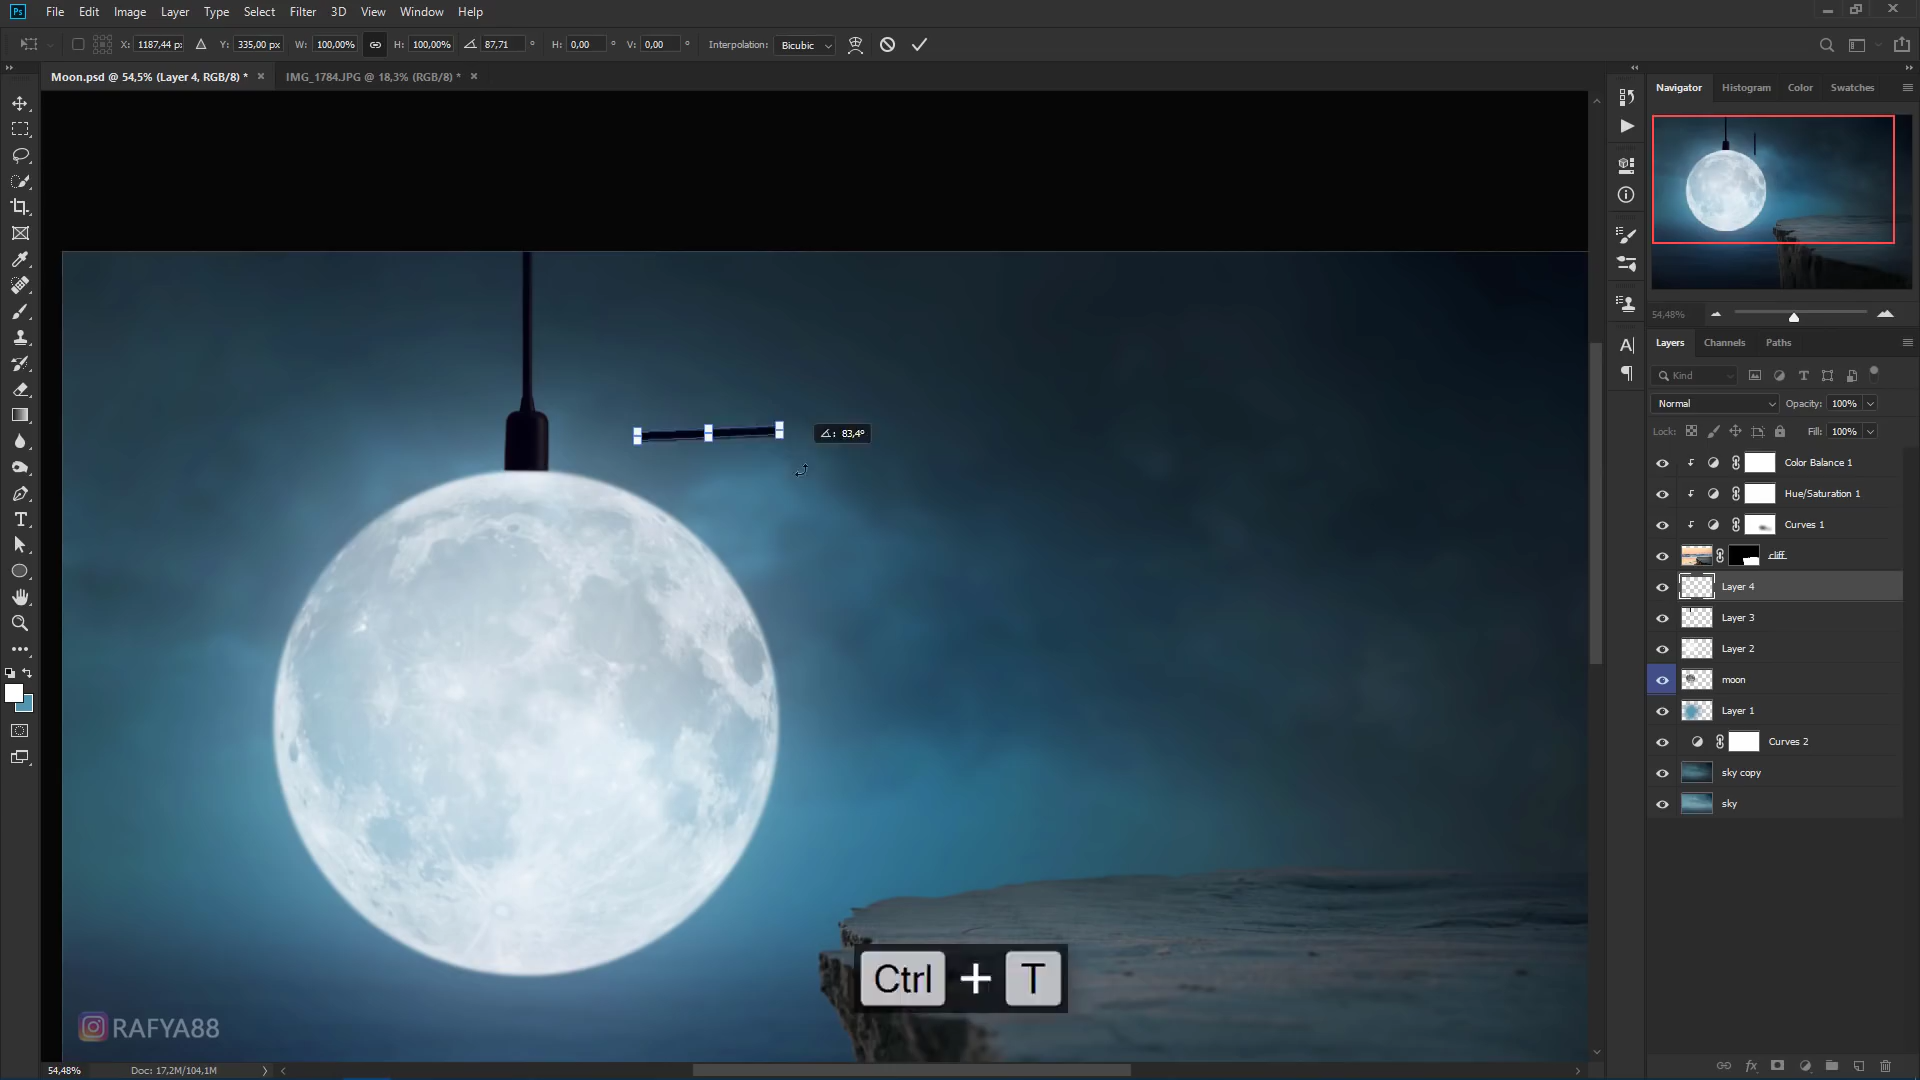 Ps File Edit Image Layer Type Select Filter 3D View Window Help
X: 1187,44 p: Y: 335,00 px W: 100,00% H: 100,00% 87,71 ° H: 0,00 ° V: 0,00 ° Interpolation: Bicubic
Moon.psd @ 54,5% (Layer 4, RGB/8) * × IMG_1784.JPG @ 18,3% (RGB/8) * ×
Navigator Histogram Color Swatches
54,48%
Layers Channels Paths
Kind
Normal Opacity: 100%
Lock: Fill: 100%
Color Balance 1
Hue/Saturation 1
Curves 1
cliff
Layer 4
Layer 3
Layer 2
moon
Layer 1
Curves 2
sky copy
sky
: 83,4°
Ctrl + T
RAFYA88
54,48% Doc: 17,2M/104,1M